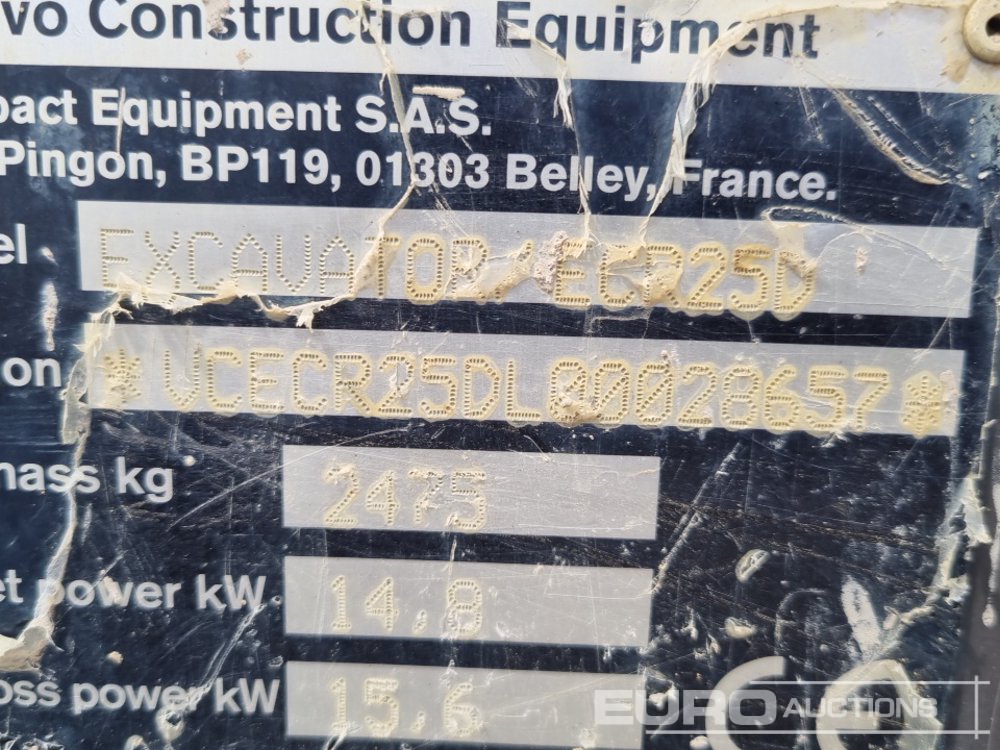 vo Construction Equipment
pact Equipment S.A.S.
Pingon, BP119, 01303 Belley, France.
el EXCAVATOR/ECR25D
on *VCECR25DL00028657*
mass kg 2475
et power kW 14.8
oss power kW 15.6
EURO AUCTIONS